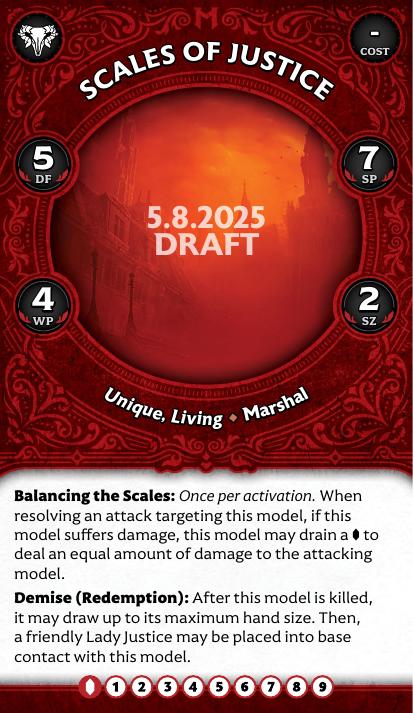 -
COST
SCALES OF JUSTICE
5
DF
7
SP
5.8.2025
DRAFT
4
WP
2
SZ
Unique, Living ◆ Marshal
Balancing the Scales: Once per activation. When
resolving an attack targeting this model, if this
model suffers damage, this model may drain a to
deal an equal amount of damage to the attacking
model.
Demise (Redemption): After this model is killed,
it may draw up to its maximum hand size. Then,
a friendly Lady Justice may be placed into base
contact with this model.
1 2 3 4 5 6 7 8 9